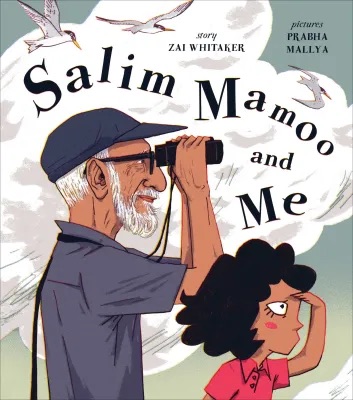 story
ZAI WHITAKER
pictures
PRABHA
MALLYA
Salim
Mamoo
and
Me